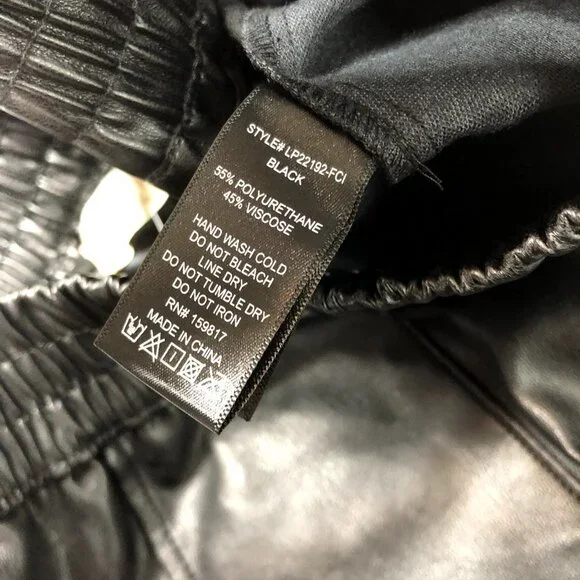 STYLE# LP22192-FCI
BLACK
55% POLYURETHANE
45% VISCOSE
HAND WASH COLD
DO NOT BLEACH
LINE DRY
DO NOT TUMBLE DRY
DO NOT IRON
RN# 159817
MADE IN CHINA